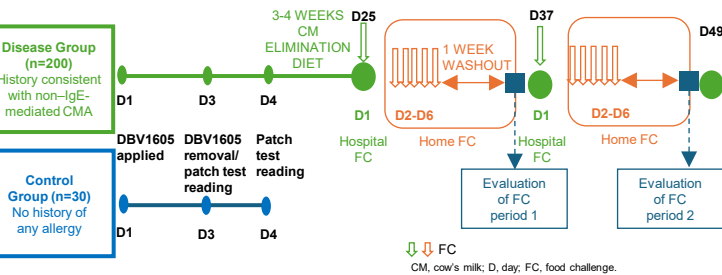 Disease Group
(n=200)
History consistent
with non–IgE-
mediated CMA
D1
D3
D4
3-4 WEEKS
CM
ELIMINATION
DIET
D25
D1
Hospital
FC
D2-D6
Home FC
1 WEEK
WASHOUT
D37
D1
Hospital
FC
D2-D6
Home FC
D49
Evaluation
of FC
period 1
Evaluation
of FC
period 2
DBV1605
applied
DBV1605
removal/
patch test
reading
Patch
test
reading
Control
Group (n=30)
No history of
any allergy
D1
D3
D4
FC
CM, cow's milk; D, day; FC, food challenge.